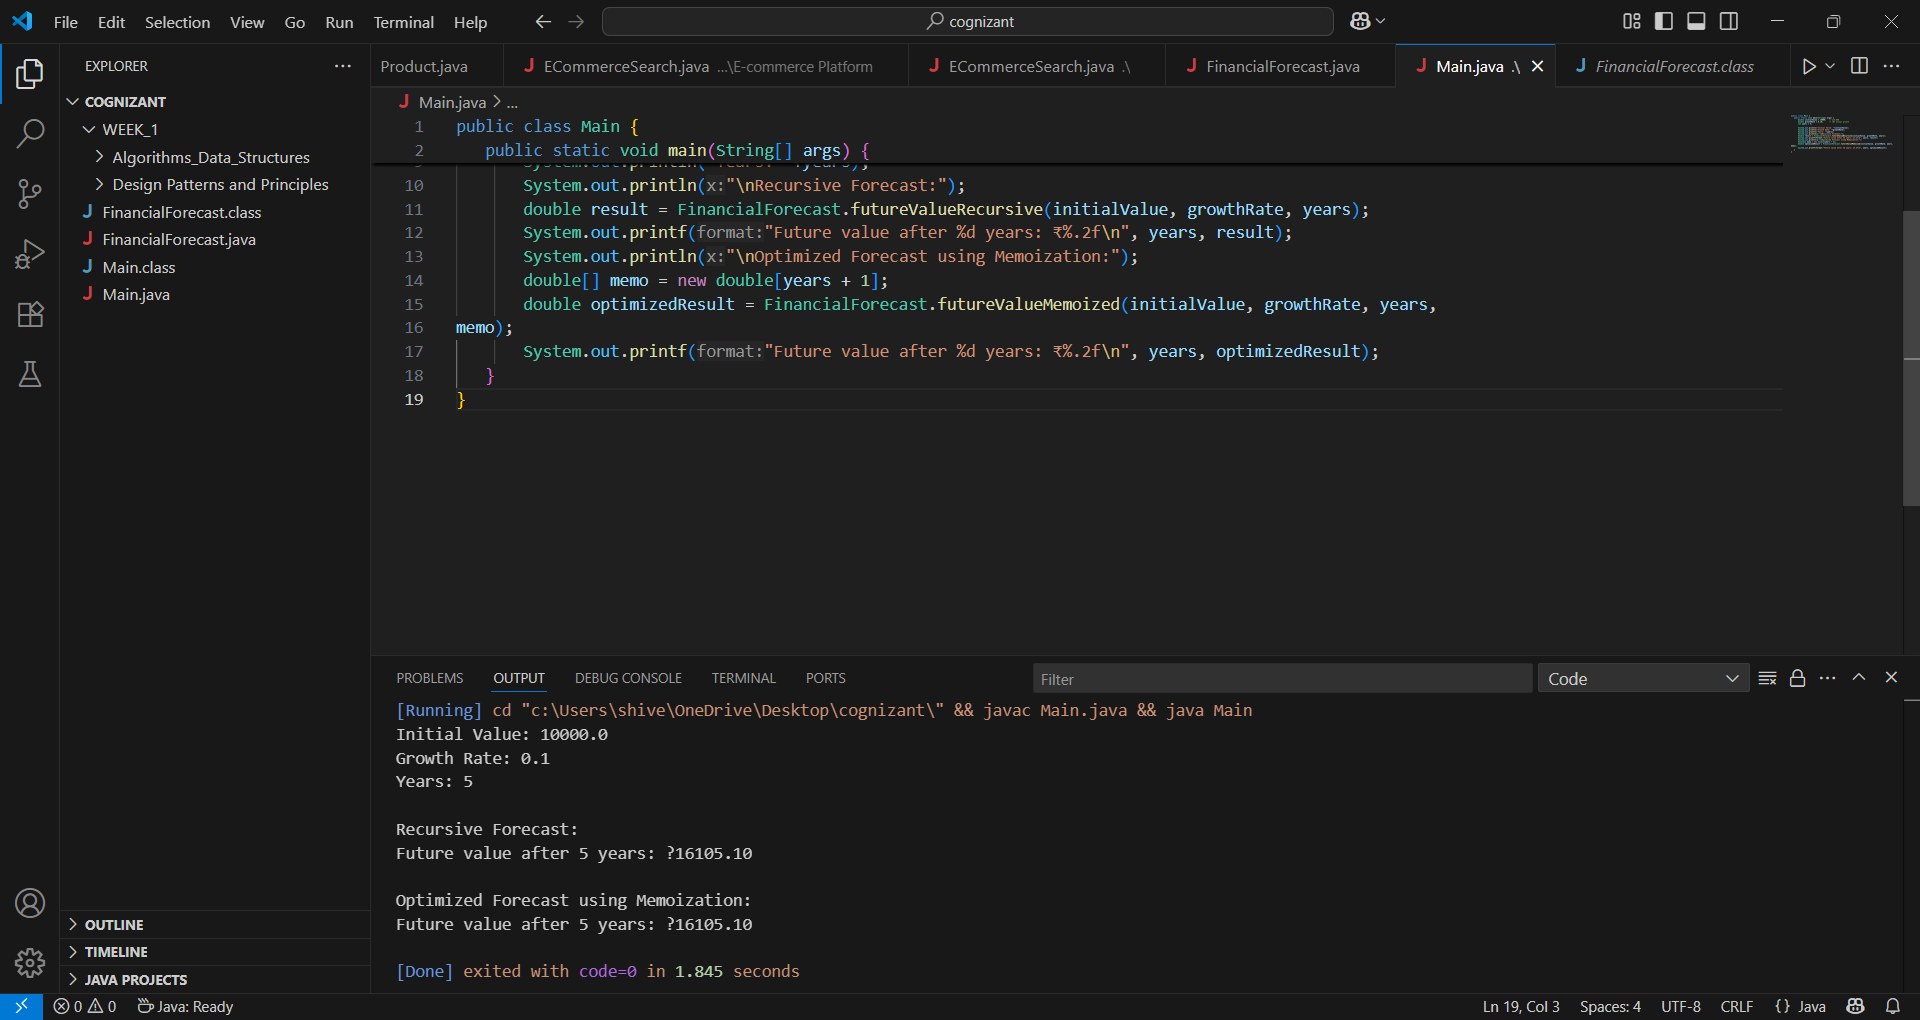 File Edit Selection View Go Run Terminal Help
cognizant
EXPLORER
COGNIZANT
WEEK_1
Algorithms_Data_Structures
Design Patterns and Principles
J FinancialForecast.class
J FinancialForecast.java
J Main.class
J Main.java
OUTLINE
TIMELINE
JAVA PROJECTS
Product.java
J ECommerceSearch.java ...\E-commerce Platform
J ECommerceSearch.java .\
J FinancialForecast.java
J Main.java .\
J FinancialForecast.class
J Main.java > ...
1 public class Main {
2 public static void main(String[] args) {
10 System.out.println(x:"\nRecursive Forecast:");
11 double result = FinancialForecast.futureValueRecursive(initialValue, growthRate, years);
12 System.out.printf(format:"Future value after %d years: ₹%.2f\n", years, result);
13 System.out.println(x:"\nOptimized Forecast using Memoization:");
14 double[] memo = new double[years + 1];
15 double optimizedResult = FinancialForecast.futureValueMemoized(initialValue, growthRate, years,
16 memo);
17 System.out.printf(format:"Future value after %d years: ₹%.2f\n", years, optimizedResult);
18 }
19 }
PROBLEMS OUTPUT DEBUG CONSOLE TERMINAL PORTS
Filter
Code
[Running] cd "c:\Users\shive\OneDrive\Desktop\cognizant\" && javac Main.java && java Main
Initial Value: 10000.0
Growth Rate: 0.1
Years: 5
Recursive Forecast:
Future value after 5 years: ?16105.10
Optimized Forecast using Memoization:
Future value after 5 years: ?16105.10
[Done] exited with code=0 in 1.845 seconds
0 0 Java: Ready
Ln 19, Col 3 Spaces: 4 UTF-8 CRLF {} Java